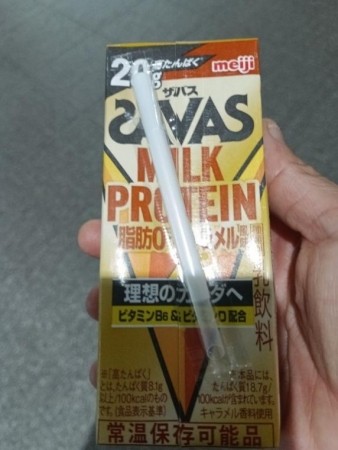 高たんぱく
20g
meiji
ザバス
SAVAS
MILK
PROTEIN
脂肪0 メル
乳飲料
理想のカ ダへ
ビタミンB6 & ビ ンD 配合
※「高たんぱく」
とは、たんぱく質8.1g
以上/100kcalのもの
です。(食品表示基準)
本品には、
たんぱく質18.7g/
100kcalが含まれています。
キャラメル香料使用
常温保存可能品